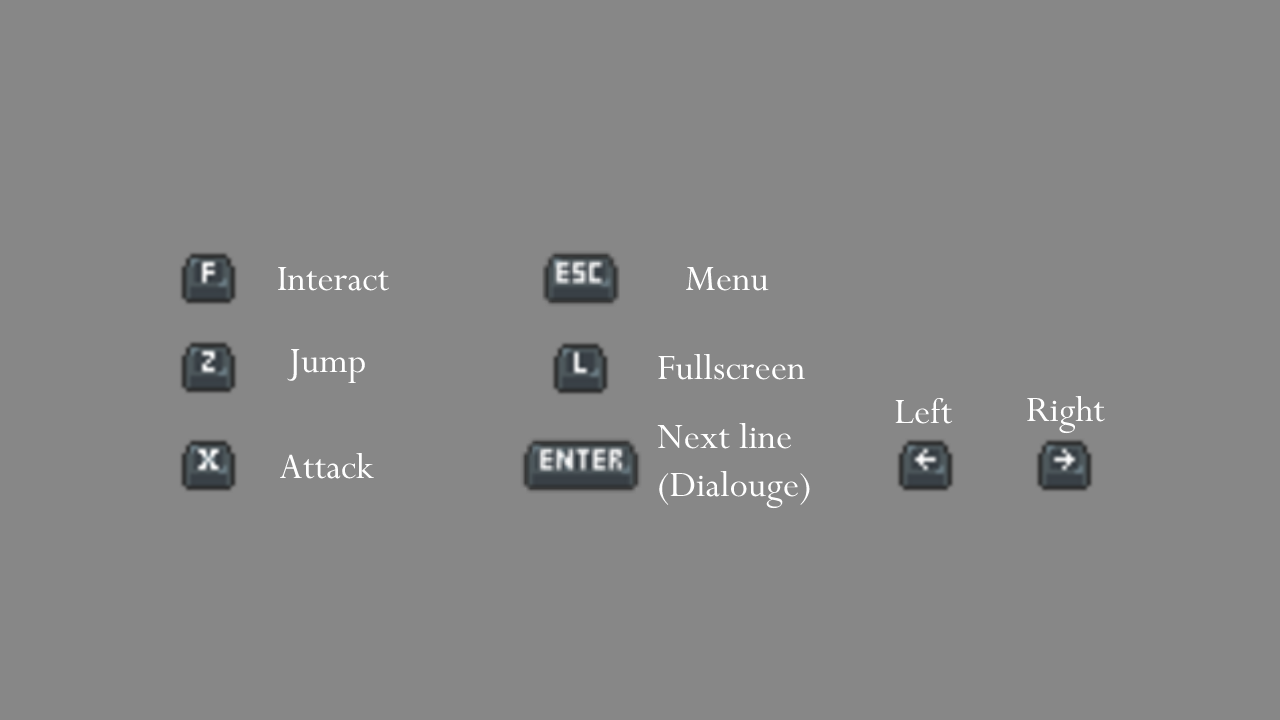 F Interact
Z Jump
X Attack
ESC Menu
L Fullscreen
ENTER Next line
(Dialouge)
Left
←
Right
→